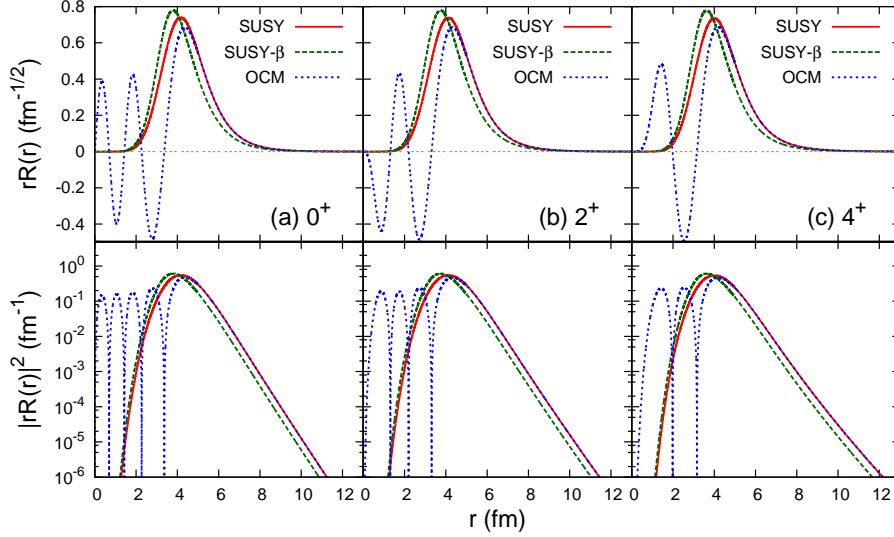 rR(r) (fm^{-1/2})
0.8
0.6
0.4
0.2
0
-0.2
-0.4
SUSY
SUSY-β
OCM
(a) 0^+
SUSY
SUSY-β
OCM
(b) 2^+
SUSY
SUSY-β
OCM
(c) 4^+
|rR(r)|^2 (fm^{-1})
10^0
10^{-1}
10^{-2}
10^{-3}
10^{-4}
10^{-5}
10^{-6}
0 2 4 6 8 10 12
2 4 6 8 10 12
0 2 4 6 8 10 12
r (fm)